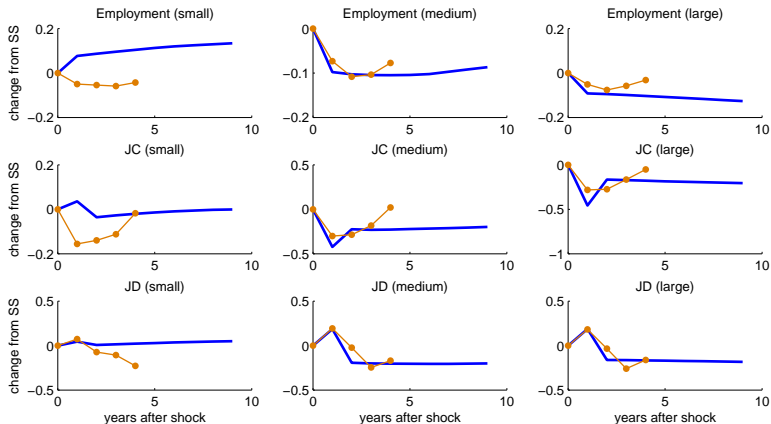 Employment (small) Employment (medium) Employment (large)
0.2 0 0.2
change from SS
0 −0.1 0
−0.2 −0.2 −0.2
0 5 10 0 5 10 0 5 10
JC (small) JC (medium) JC (large)
0.2 0.5 0
0 0 −0.5
−0.2 −0.5 −1
change from SS
0 5 10 0 5 10 0 5 10
JD (small) JD (medium) JD (large)
0.5 0.5 0.5
change from SS
0 0 0
−0.5 −0.5 −0.5
0 5 10 0 5 10 0 5 10
years after shock years after shock years after shock